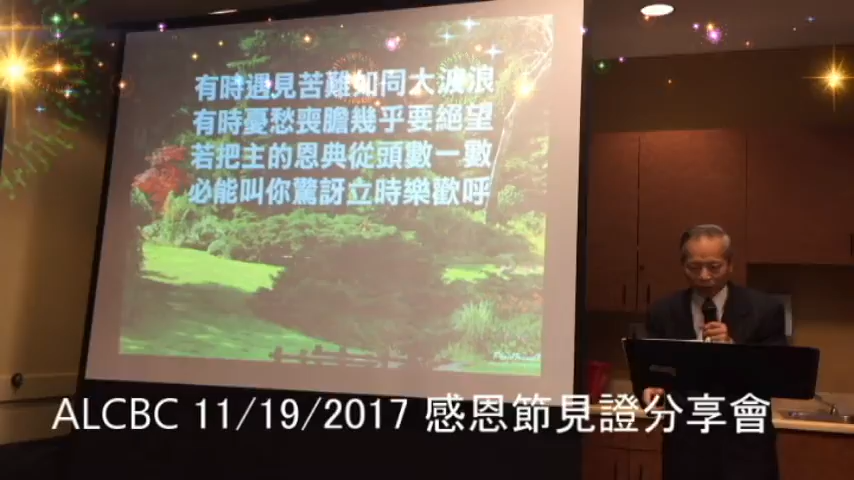 有時遇見苦難如同大波浪
有時憂愁喪膽幾乎要絕望
若把主的恩典從頭數一數
必能叫你驚訝立時樂歡呼
ALCBC 11/19/2017 感恩節見證分享會